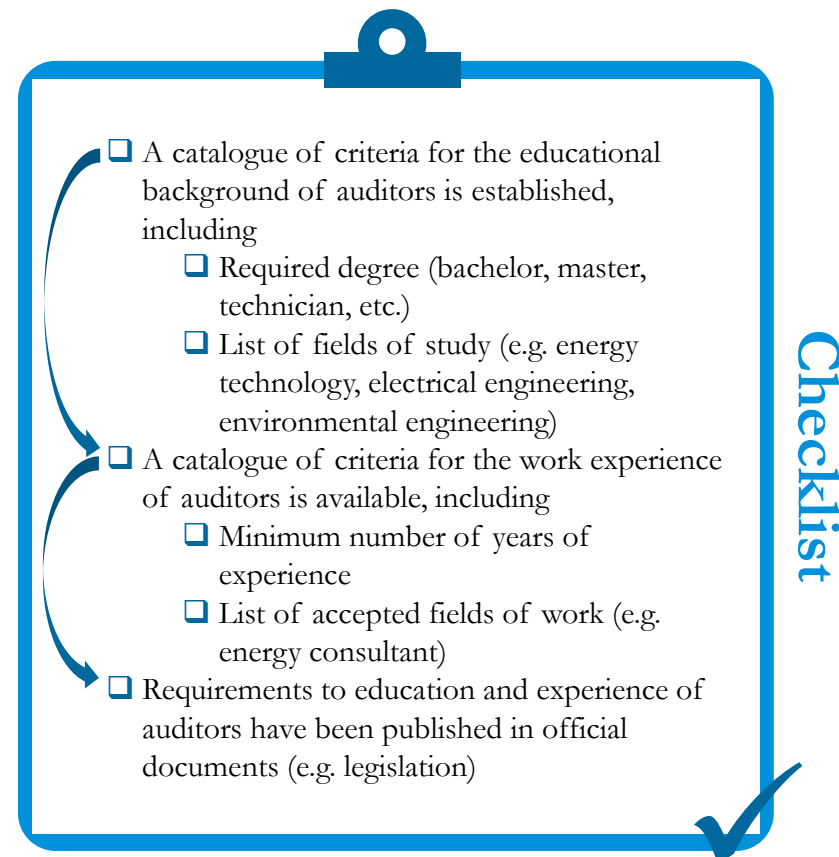 ❑ A catalogue of criteria for the educational
background of auditors is established,
including
❑ Required degree (bachelor, master,
technician, etc.)
❑ List of fields of study (e.g. energy
technology, electrical engineering,
environmental engineering)
❑ A catalogue of criteria for the work experience
of auditors is available, including
❑ Minimum number of years of
experience
❑ List of accepted fields of work (e.g.
energy consultant)
❑ Requirements to education and experience of
auditors have been published in official
documents (e.g. legislation)
Checklist